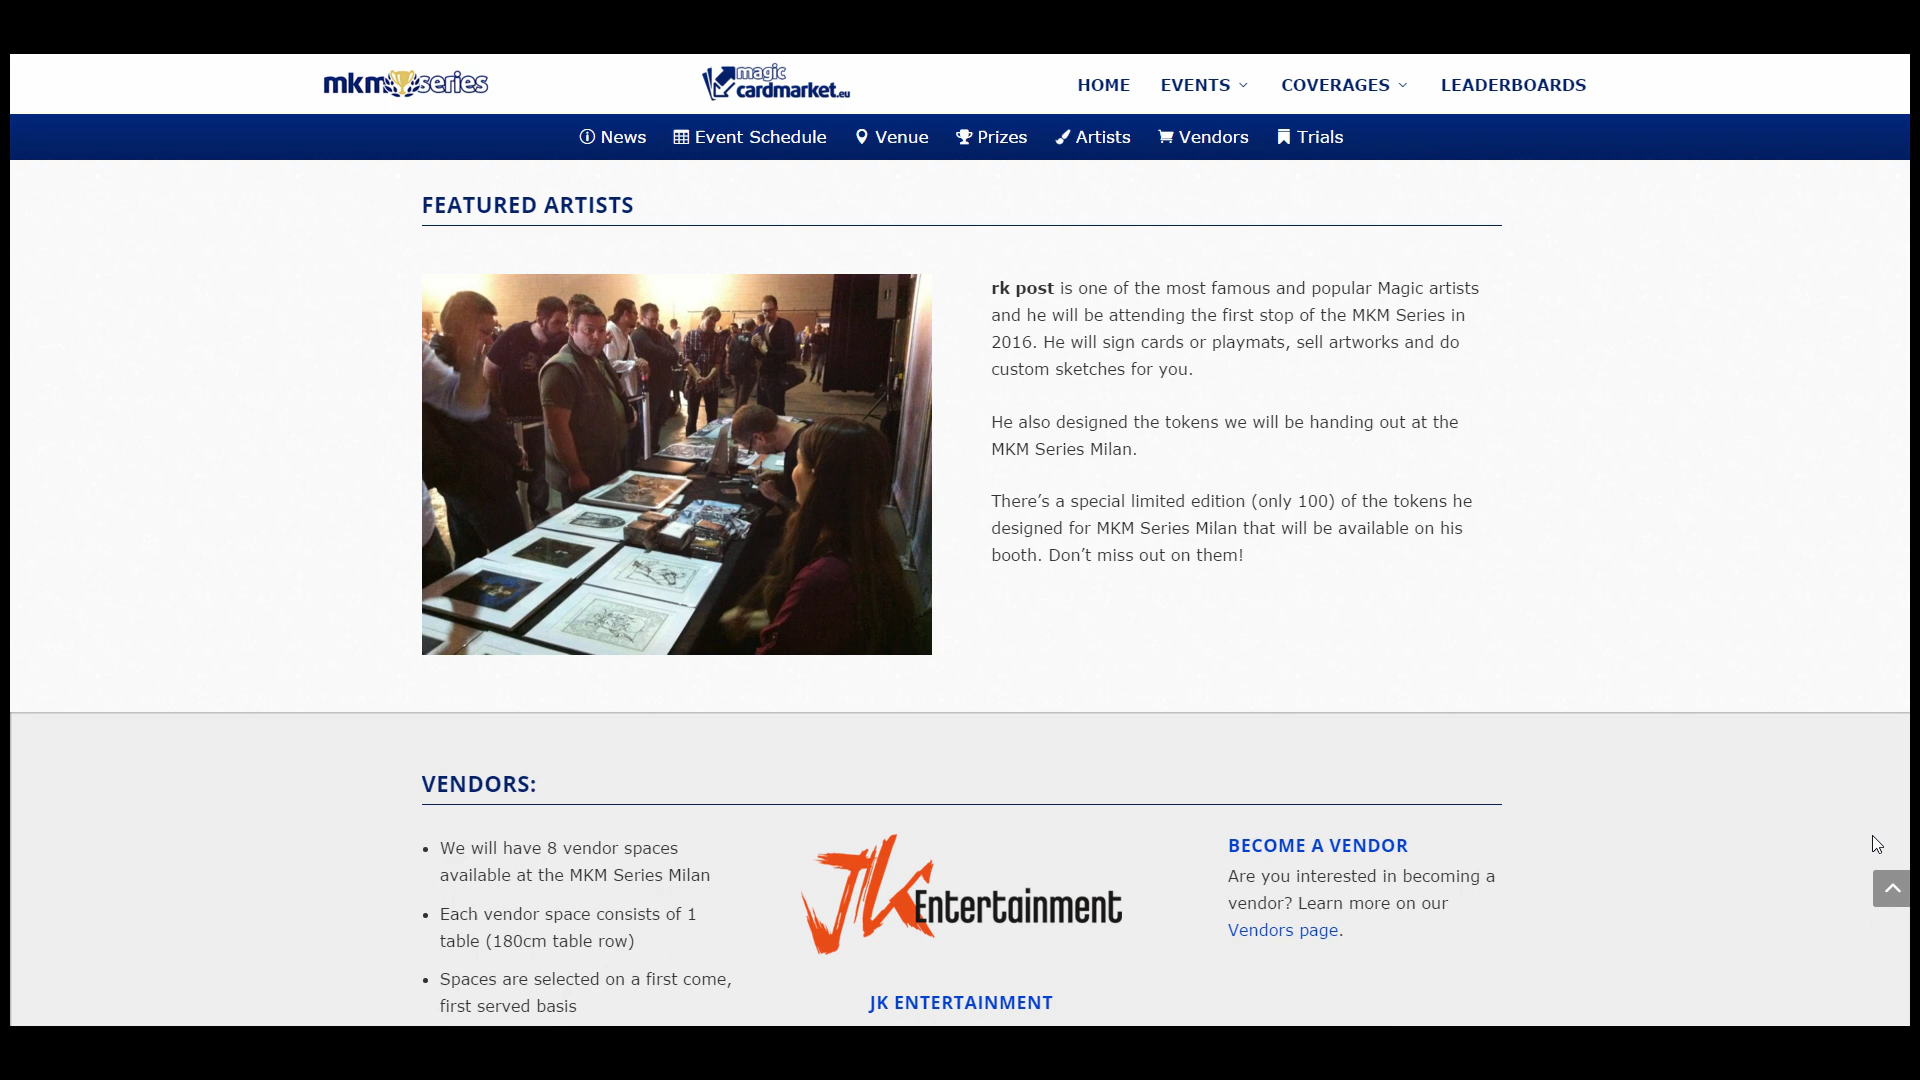 mkm series
magic
cardmarket.eu
HOME EVENTS COVERAGES LEADERBOARDS
News Event Schedule Venue Prizes Artists Vendors Trials
FEATURED ARTISTS
rk post is one of the most famous and popular Magic artists
and he will be attending the first stop of the MKM Series in
2016. He will sign cards or playmats, sell artworks and do
custom sketches for you.
He also designed the tokens we will be handing out at the
MKM Series Milan.
There’s a special limited edition (only 100) of the tokens he
designed for MKM Series Milan that will be available on his
booth. Don’t miss out on them!
VENDORS:
• We will have 8 vendor spaces
available at the MKM Series Milan
• Each vendor space consists of 1
table (180cm table row)
• Spaces are selected on a first come,
first served basis
JK Entertainment
JK ENTERTAINMENT
BECOME A VENDOR
Are you interested in becoming a
vendor? Learn more on our
Vendors page.